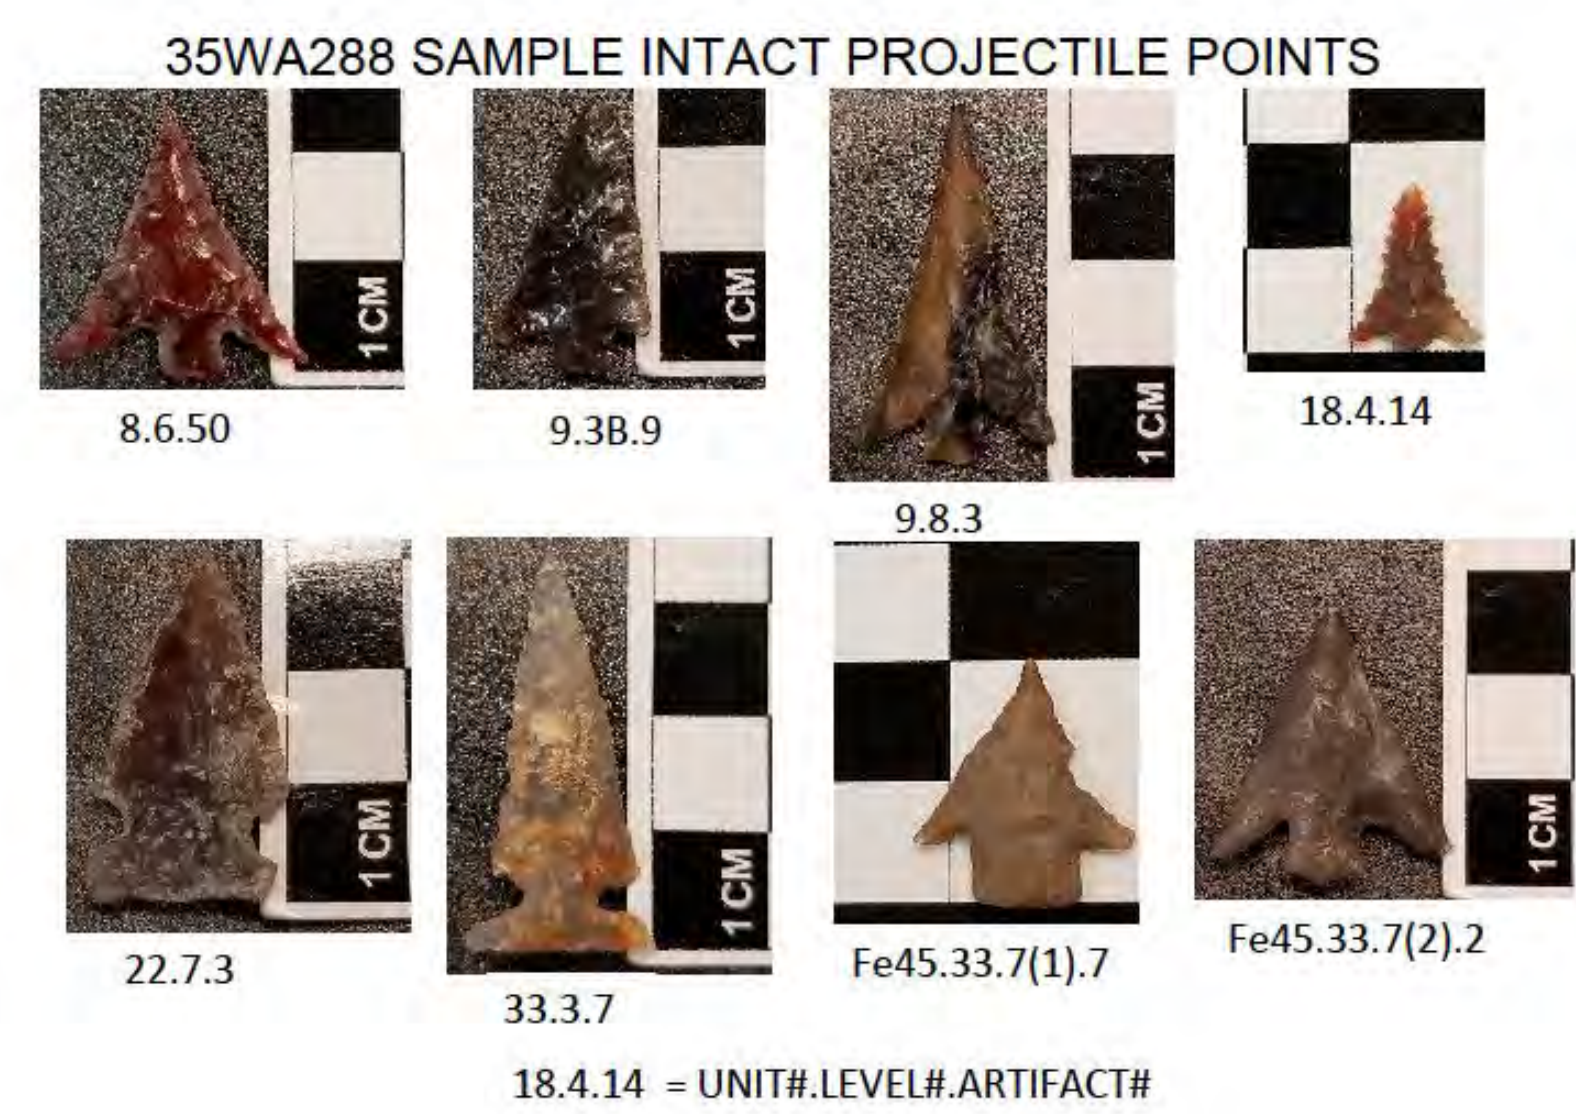 35WA288 SAMPLE INTACT PROJECTILE POINTS
1 CM
1 CM
1 CM
8.6.50
9.3B.9
18.4.14
9.8.3
1 CM
1 CM
1 CM
22.7.3
33.3.7
Fe45.33.7(1).7
Fe45.33.7(2).2
18.4.14 = UNIT#.LEVEL#.ARTIFACT#